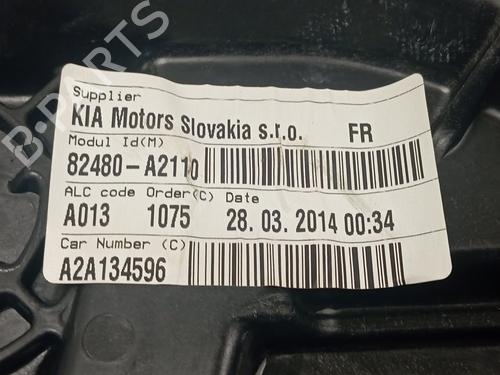 B-PARTS
Supplier
KIA Motors Slovakia s.r.o. FR
Modul Id(M)
82480-A2110
ALC code Order(C) Date
A013 1075 28. 03. 2014 00:34
Car Number (C)
A2A134596